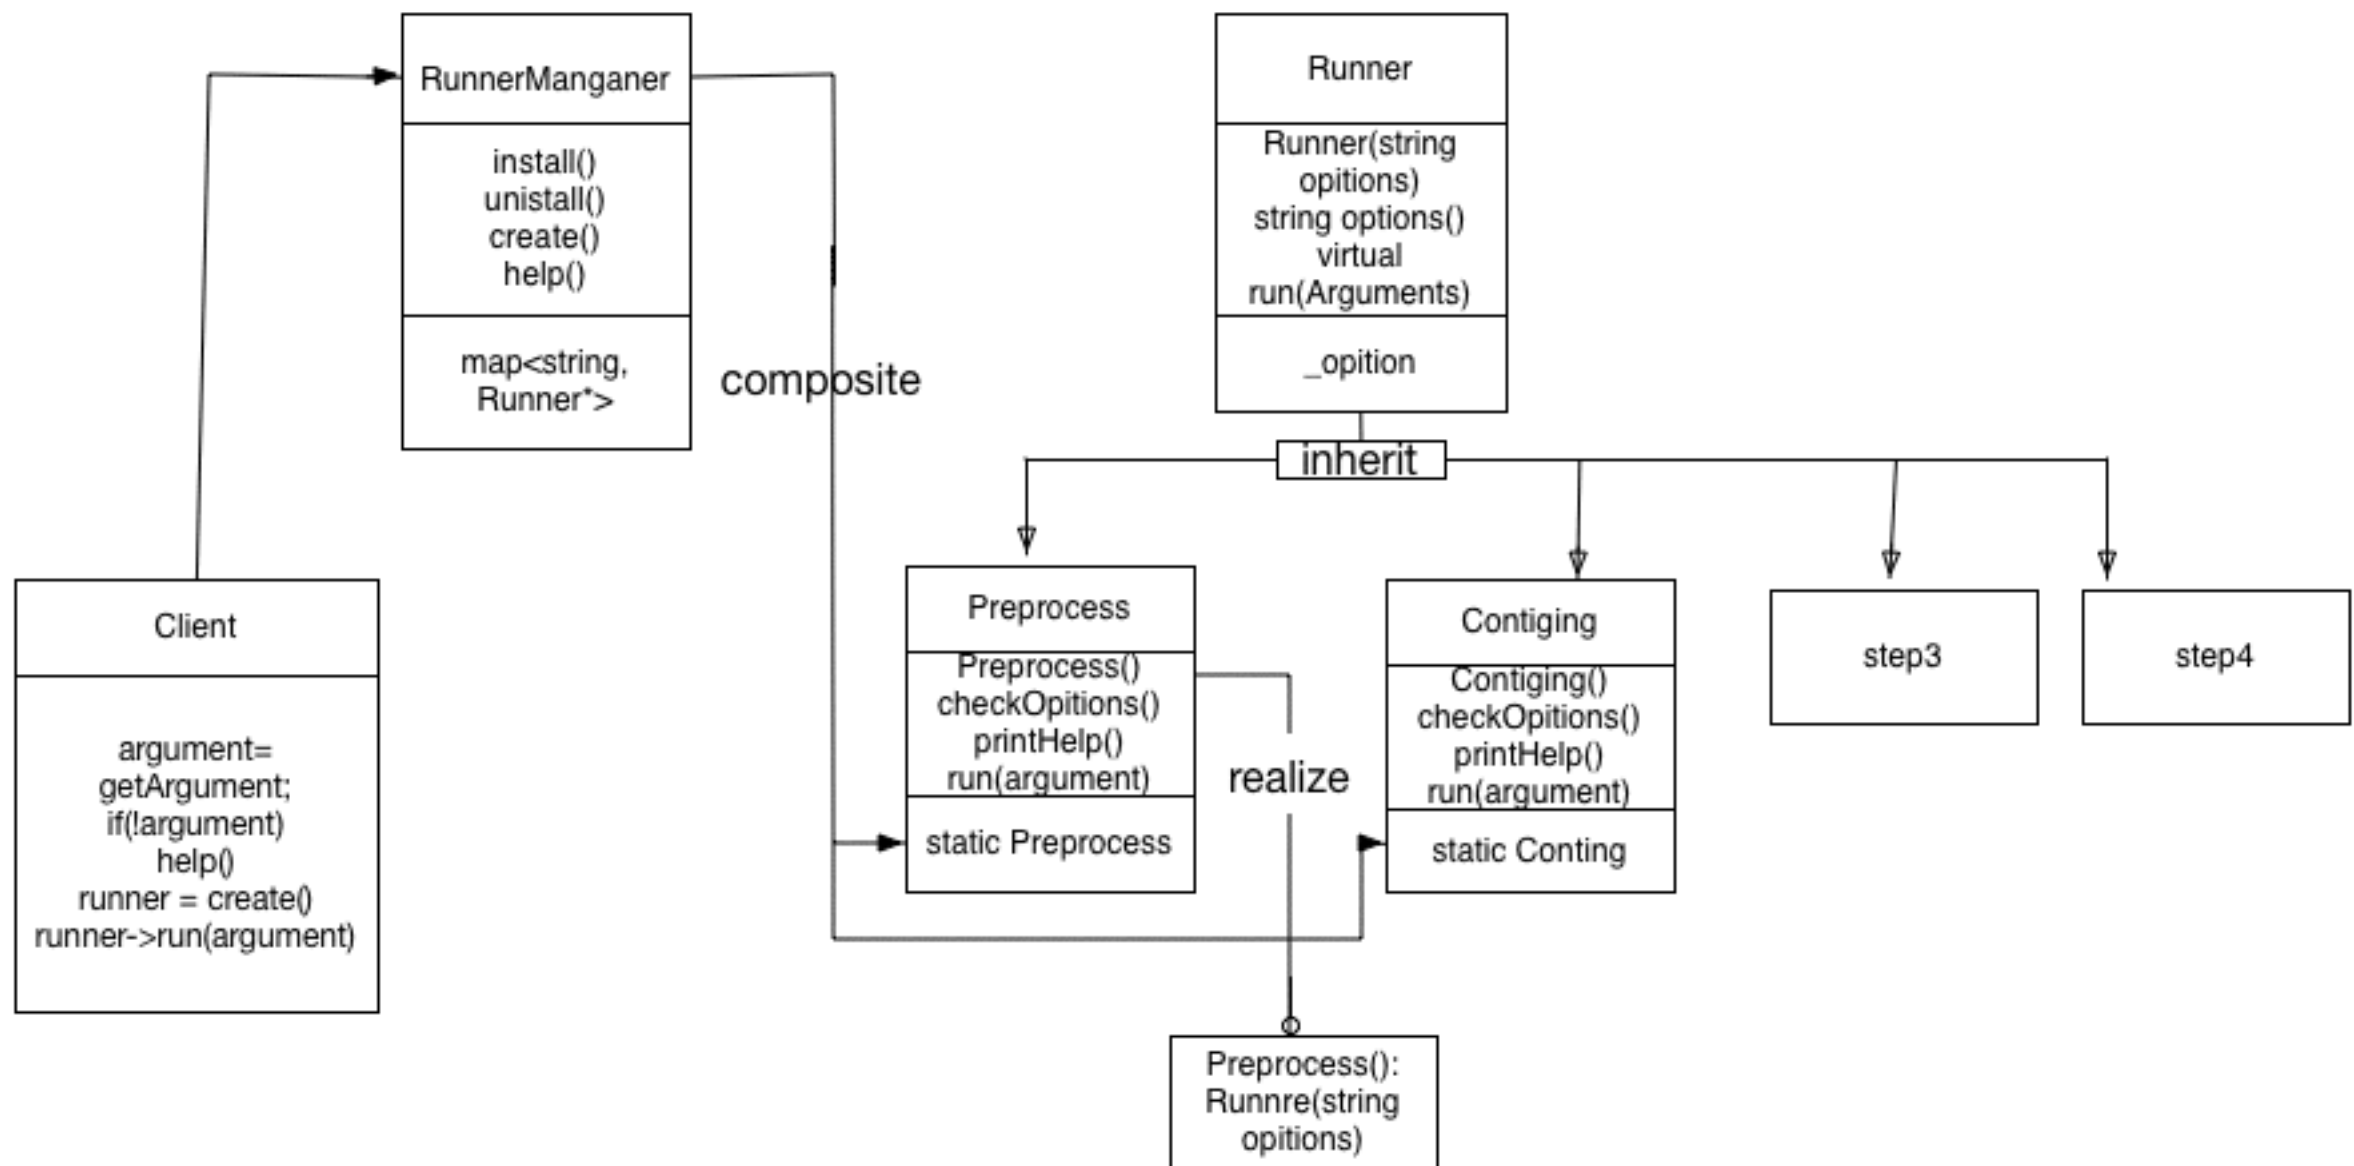 RunnerManganer
install()
unistall()
create()
help()
map<string,
Runner*>
composite
Runner
Runner(string
opitions)
string options()
virtual
run(Arguments)
_opition
inherit
Client
argument=
getArgument;
if(!argument)
help()
runner = create()
runner->run(argument)
Preprocess
Preprocess()
checkOpitions()
printHelp()
run(argument)
static Preprocess
realize
Contiging
Contiging()
checkOpitions()
printHelp()
run(argument)
static Conting
step3
step4
Preprocess():
Runnre(string
opitions)